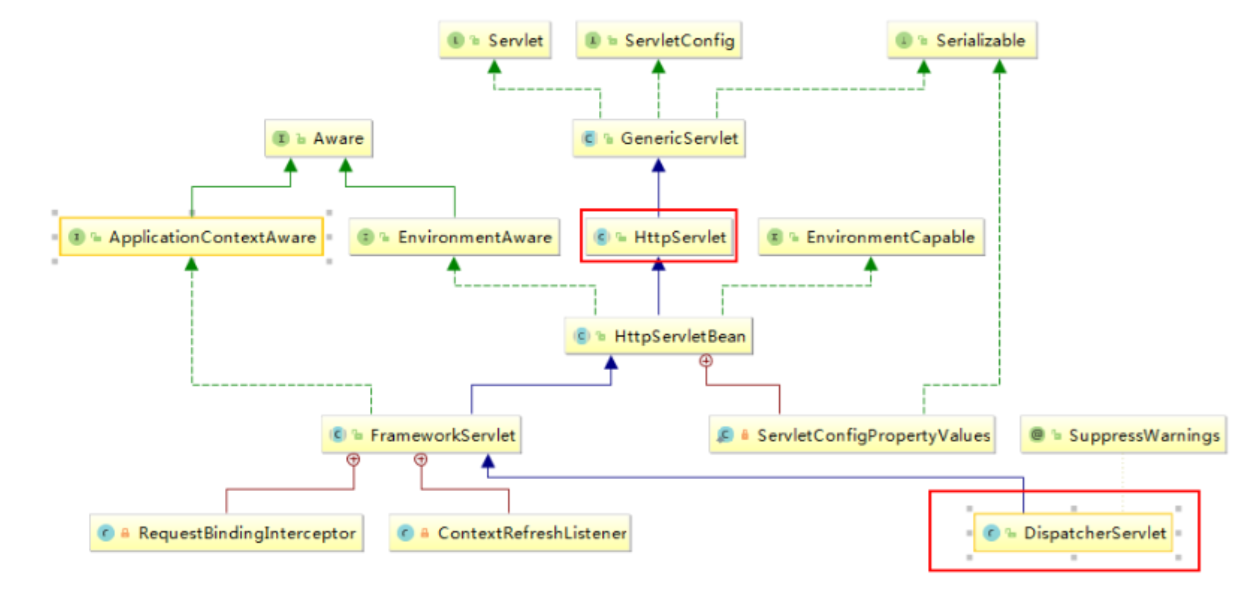 Servlet
ServletConfig
Serializable
Aware
GenericServlet
ApplicationContextAware
EnvironmentAware
HttpServlet
EnvironmentCapable
HttpServletBean
FrameworkServlet
ServletConfigPropertyValues
SuppressWarnings
RequestBindingInterceptor
ContextRefreshListener
DispatcherServlet